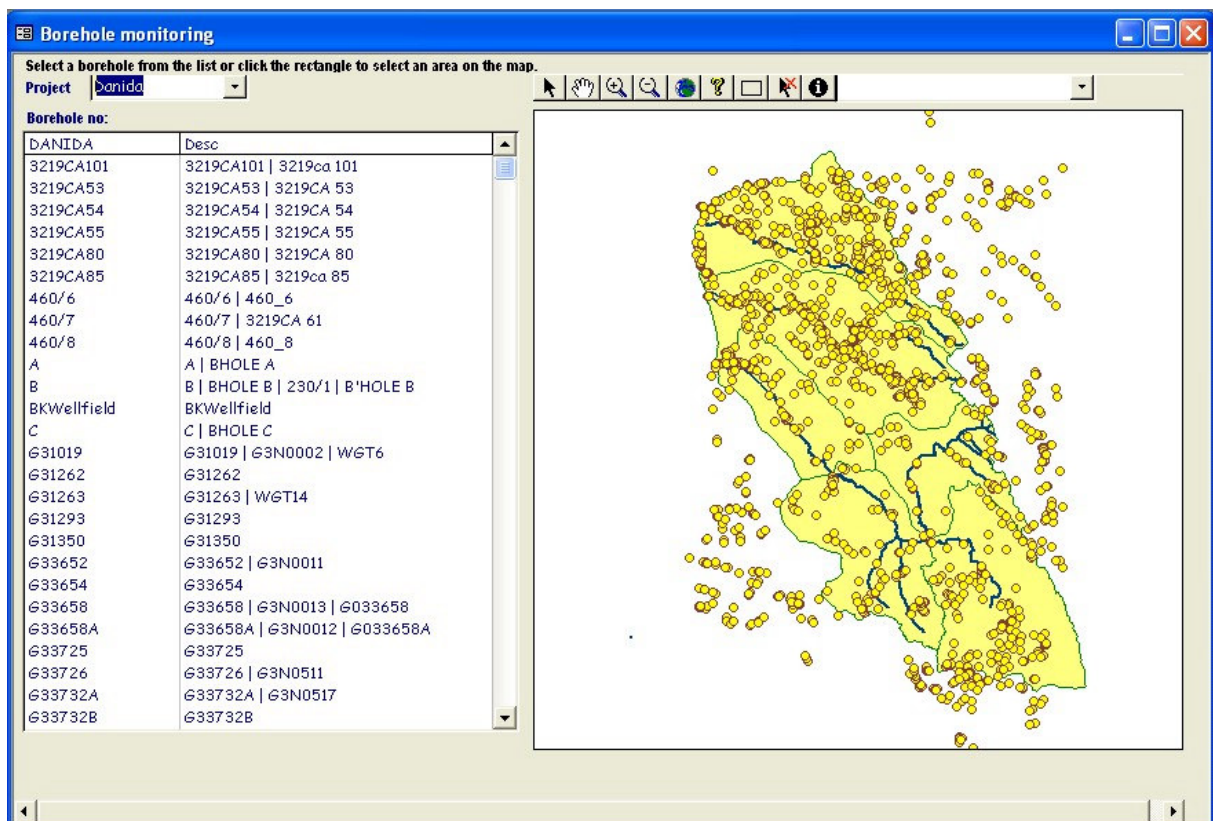 Borehole monitoring
Select a borehole from the list or click the rectangle to select an area on the map.
Project Danida
Borehole no:
DANIDA Desc
3219CA101 3219CA101 | 3219ca 101
3219CA53 3219CA53 | 3219CA 53
3219CA54 3219CA54 | 3219CA 54
3219CA55 3219CA55 | 3219CA 55
3219CA80 3219CA80 | 3219CA 80
3219CA85 3219CA85 | 3219ca 85
460/6 460/6 | 460_6
460/7 460/7 | 3219CA 61
460/8 460/8 | 460_8
A A | BHOLE A
B B | BHOLE B | 230/1 | B'HOLE B
BKWellfield BKWellfield
C C | BHOLE C
G31019 G31019 | G3N0002 | WGT6
G31262 G31262
G31263 G31263 | WGT14
G31293 G31293
G31350 G31350
G33652 G33652 | G3N0011
G33654 G33654
G33658 G33658 | G3N0013 | G033658
G33658A G33658A | G3N0012 | G033658A
G33725 G33725
G33726 G33726 | G3N0511
G33732A G33732A | G3N0517
G33732B G33732B